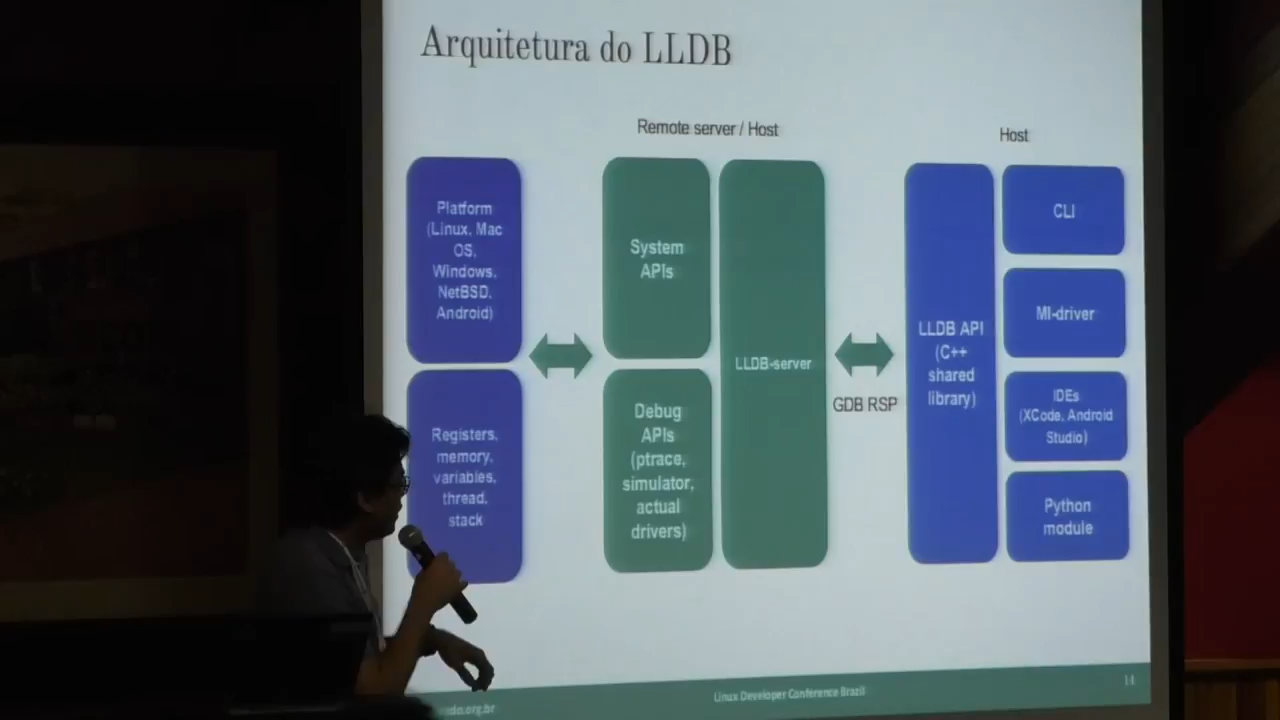 Arquitetura do LLDB
Remote server / Host
Host
Platform
(Linux, Mac
OS,
Windows,
NetBSD,
Android)
Registers,
memory,
variables,
thread,
stack
System
APIs
Debug
APIs
(ptrace,
simulator,
actual
drivers)
LLDB-server
GDB RSP
LLDB API
(C++
shared
library)
CLI
MI-driver
IDEs
(XCode, Android
Studio)
Python
module
Linux Developer Conference Brazil
14